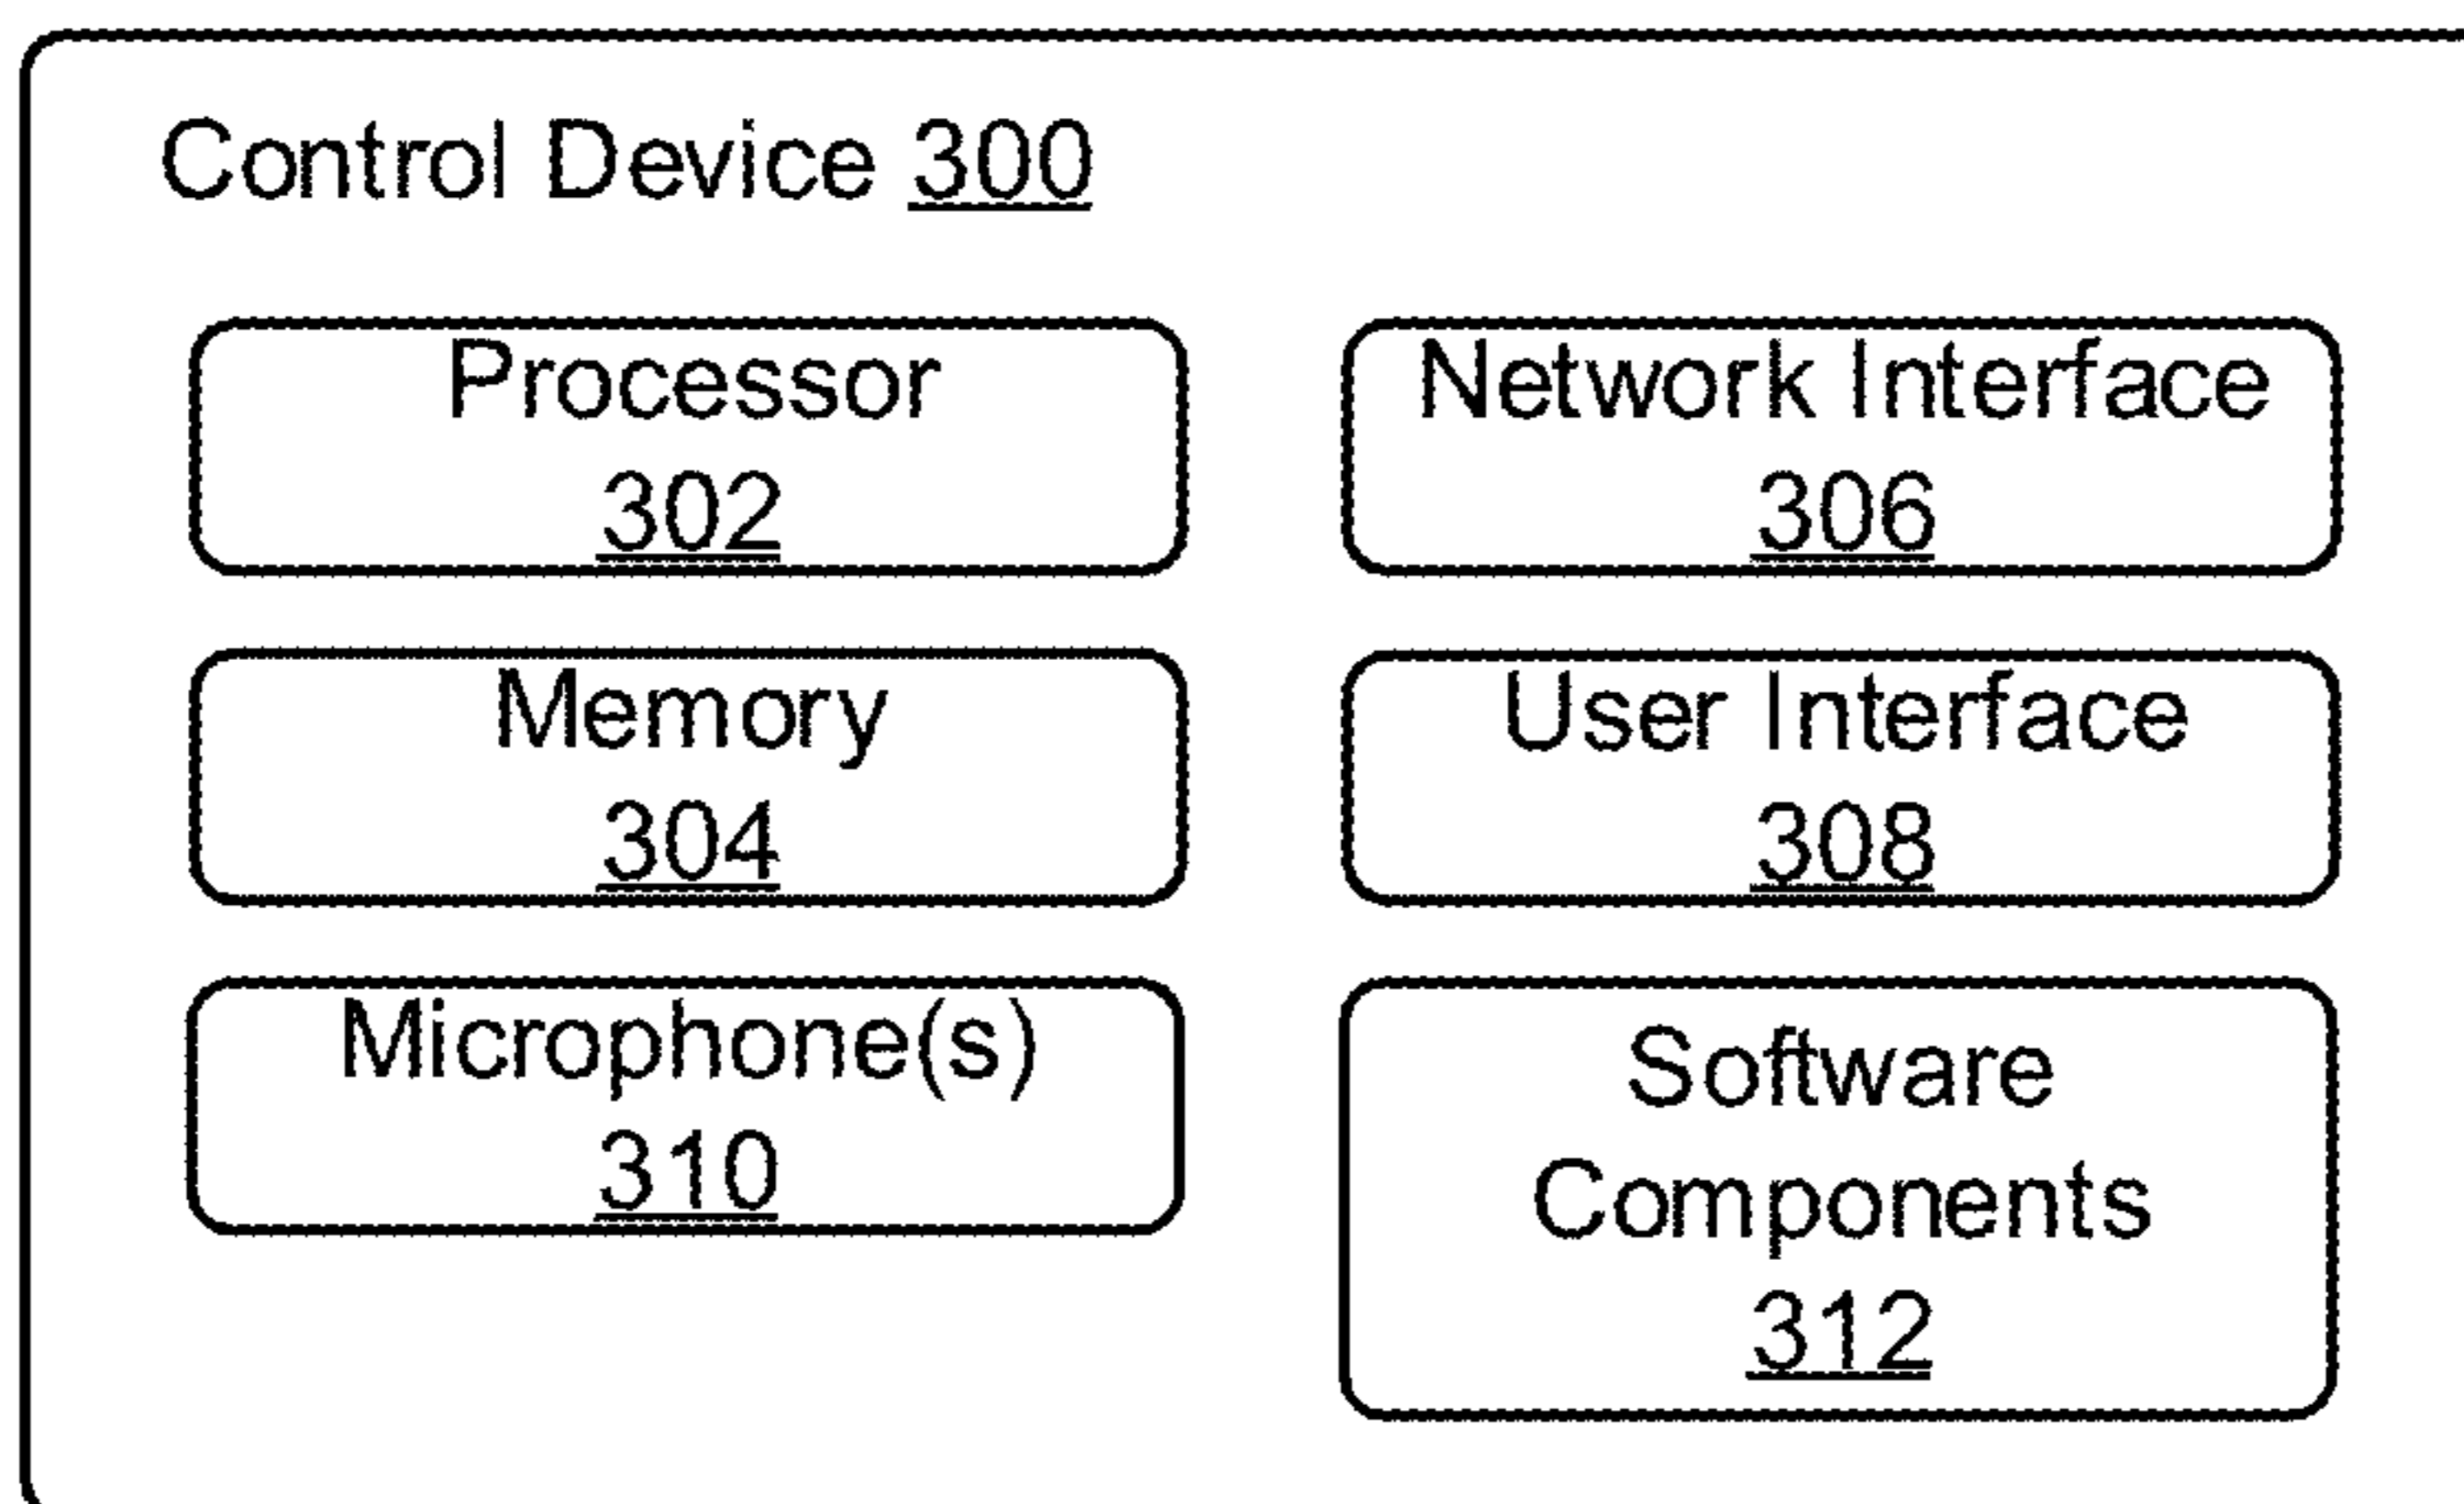 Control Device 300
Processor
302
Network Interface
306
Memory
304
User Interface
308
Microphone(s)
310
Software
Components
312